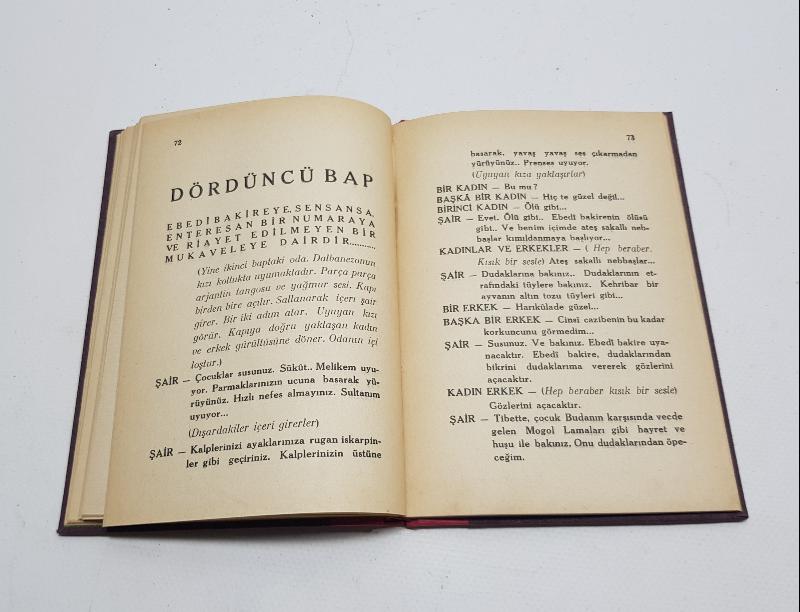 72
DÖRDÜNCÜ BAP
EBEDİ BAKİREYE, SENSANSA,
ENTERESAN BİR NUMARAYA
VE RİAYET EDİLMEYEN BİR
MUKAVELEYE DAİRDİR..........
(Yine ikinci baptaki oda. Dalbanezonun
kızı koltukta uyumaktadır. Parça parça
arjantin tangosu ve yağmur sesi. Kapı
birden bire açılır. Sallanarak içeri şair
girer. Bir iki adım atar. Uyuyan kızı
görür. Kapıya doğru yaklaşan kadın
ve erkek gürültüsüne döner. Odanın içi
loştur.)
ŞAİR — Çocuklar susunuz. Sükût.. Melikem uyu-
yor. Parmaklarınızın ucuna basarak yü-
rüyünüz. Hızlı nefes almayınız. Sultanım
uyuyor...
(Dışardakiler içeri girerler)
ŞAİR — Kalplerinizi ayaklarınıza rugan iskarpin-
ler gibi geçiriniz. Kalplerinizin üstüne
73
basarak, yavaş yavaş ses çıkarmadan
yürüyünüz.. Prenses uyuyor.
(Uyuyan kıza yaklaşırlar)
BİR KADIN — Bu mu?
BAŞKA BİR KADIN — Hiç te güzel değil...
BİRİNCİ KADIN — Ölü gibi...
ŞAİR — Evet. Ölü gibi.. Ebedî bakirenin ölüsü
gibi.. Ve benim içimde ateş sakallı neb-
başlar kımıldanmaya başlıyor...
KADINLAR VE ERKEKLER — (Hep beraber.
Kısık bir sesle) Ateş sakallı nebbaşlar...
ŞAİR — Dudaklarına bakınız.. Dudaklarının et-
rafındaki tüylere bakınız. Kehribar bir
ayvanın altın tozu tüyleri gibi...
BİR ERKEK — Harikülade güzel...
BAŞKA BİR ERKEK — Cinsî cazibenin bu kadar
korkuncunu görmedim...
ŞAİR — Susunuz. Ve bakınız. Ebedî bakire uya-
nacaktır. Ebedî bakire, dudaklarından
bikrini dudaklarıma vererek gözlerini
açacaktır.
KADIN ERKEK — (Hep beraber kısık bir sesle)
Gözlerini açacaktır.
ŞAİR — Tibette, çocuk Budanın karşısında vecde
gelen Mogol Lamaları gibi hayret ve
huşu ile bakınız. Onu dudaklarından öpe-
ceğim.